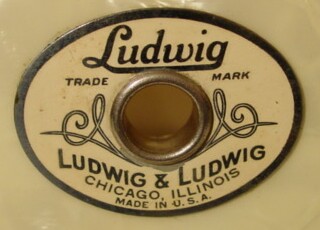 Ludwig
TRADE MARK
LUDWIG & LUDWIG
CHICAGO, ILLINOIS
MADE IN U.S.A.